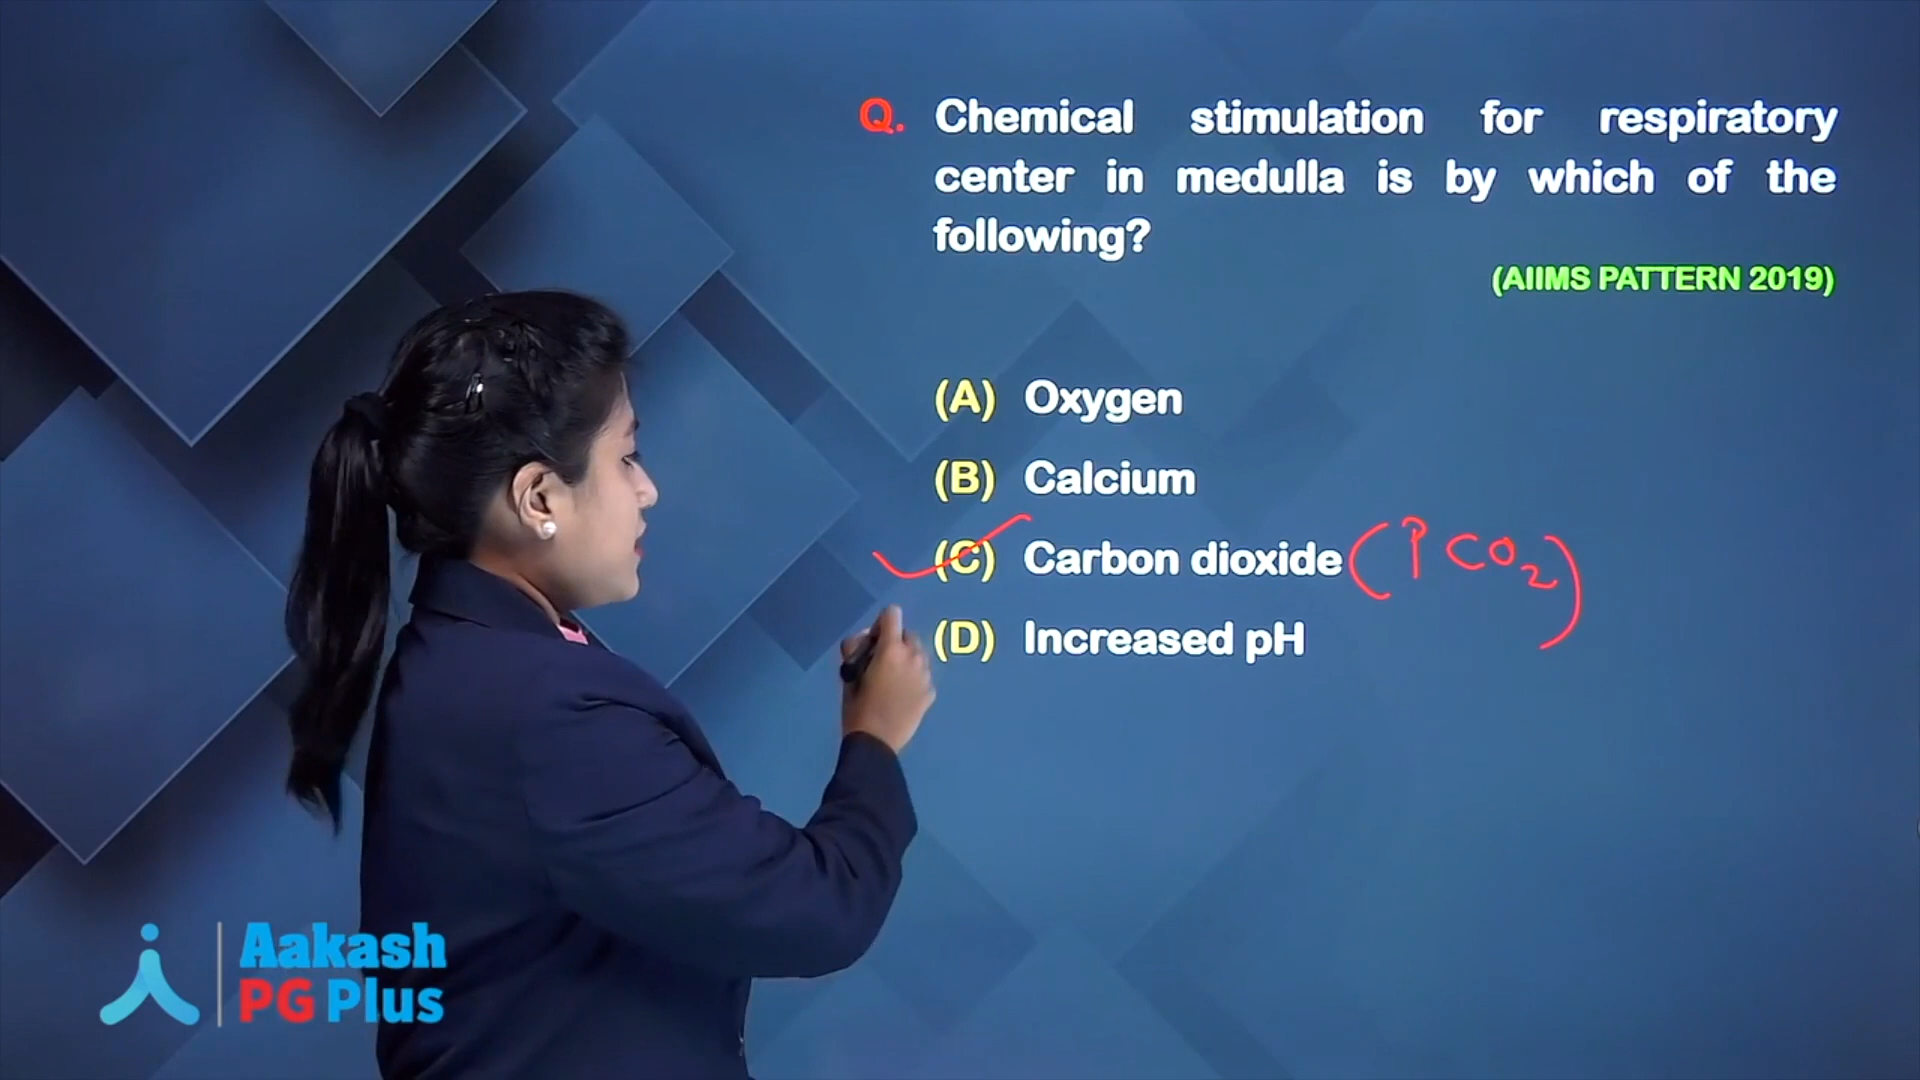 Q. Chemical stimulation for respiratory
center in medulla is by which of the
following?
(AIIMS PATTERN 2019)
(A) Oxygen
(B) Calcium
(C) Carbon dioxide (PCO2)
(D) Increased pH
Aakash
PG Plus